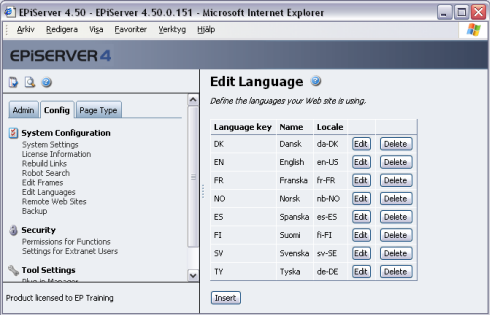 EPiServer 4.50 - EPiServer 4.50.0.151 - Microsoft Internet Explorer
Arkiv Redigera Visa Favoriter Verktyg Hjälp
EPiSERVER 4
Admin Config Page Type
System Configuration
System Settings
License Information
Rebuild Links
Robot Search
Edit Frames
Edit Languages
Remote Web Sites
Backup
Security
Permissions for Functions
Settings for Extranet Users
Tool Settings
Plug-in Manager
Product licensed to EP Training
Edit Language
Define the languages your Web site is using.
Language key Name Locale
DK Dansk da-DK Edit Delete
EN English en-US Edit Delete
FR Franska fr-FR Edit Delete
NO Norsk nb-NO Edit Delete
ES Spanska es-ES Edit Delete
FI Suomi fi-FI Edit Delete
SV Svenska sv-SE Edit Delete
TY Tyska de-DE Edit Delete
Insert